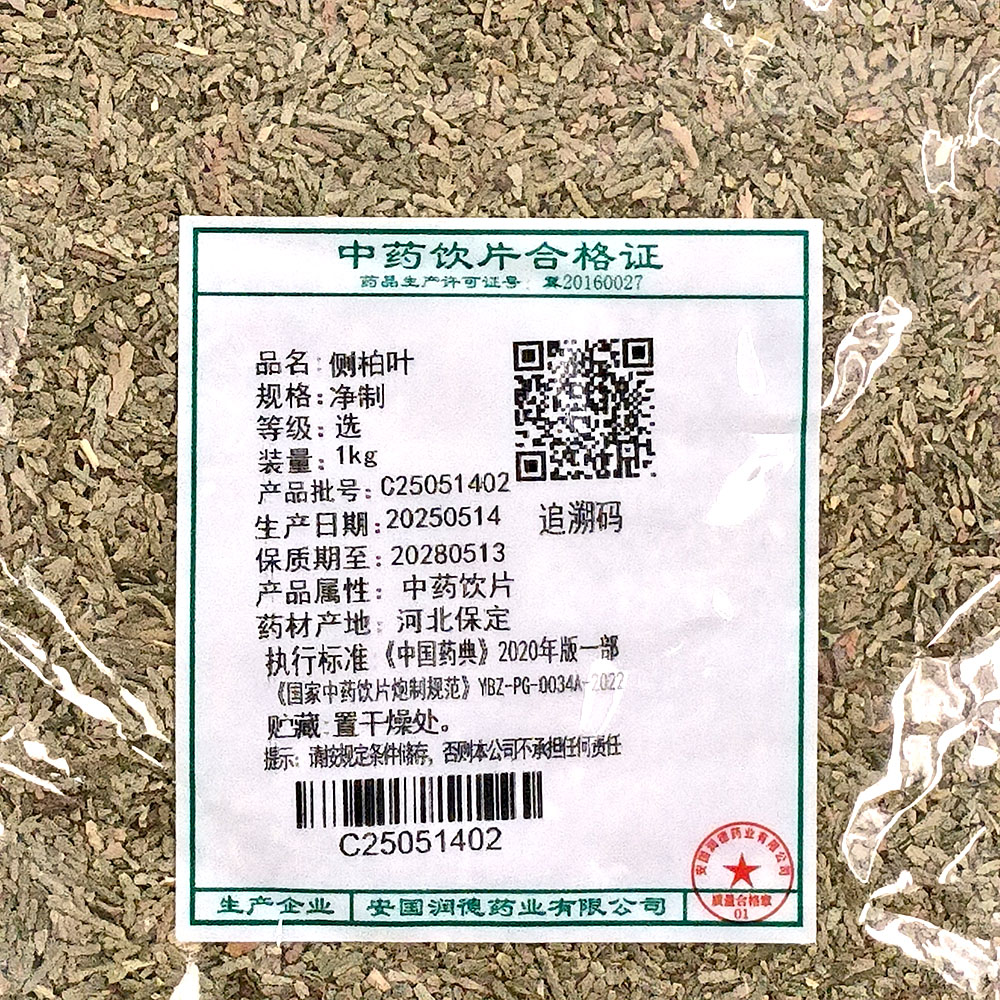 中药饮片合格证
药品生产许可证号：冀20160027
品名：侧柏叶
规格：净制
等级：选
装量：1kg
产品批号：C25051402
生产日期：20250514
追溯码
保质期至：20280513
产品属性：中药饮片
药材产地：河北保定
执行标准《中国药典》2020年版一部
《国家中药饮片炮制规范》YBZ-PG-0034A-2022
贮藏：置干燥处。
提示：请按规定条件储存，否则本公司不承担任何责任
C25051402
安国润德药业有限公司
质量合格章
01
生产企业 安国润德药业有限公司